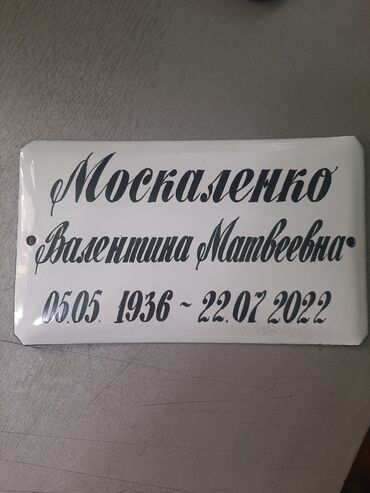 Москаленко
Валентина Матвеевна
05.05. 1936 ~ 22.07 2022